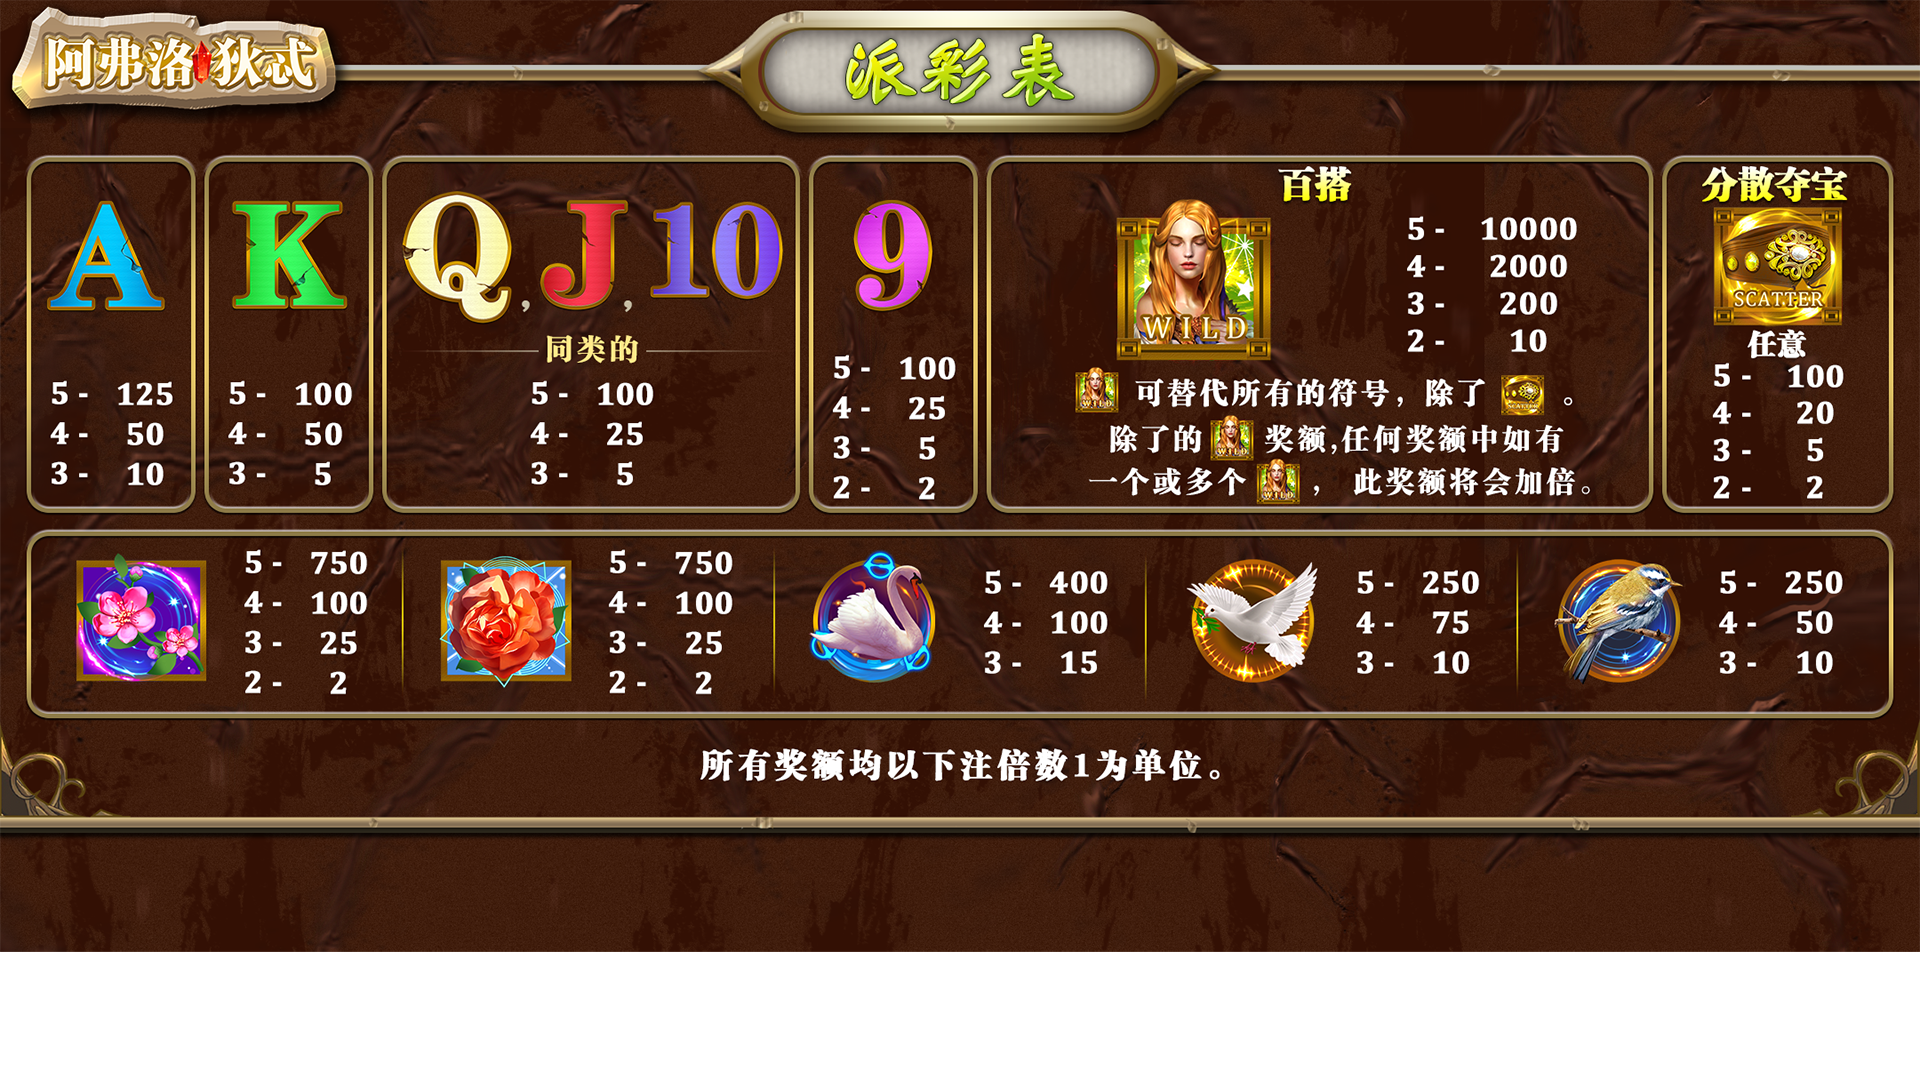 阿弗洛狄忒
派彩表
A
5 - 125
4 - 50
3 - 10
K
5 - 100
4 - 50
3 - 5
Q, J, 10
同类的
5 - 100
4 - 25
3 - 5
9
5 - 100
4 - 25
3 - 5
2 - 2
百搭
WILD
5 - 10000
4 - 2000
3 - 200
2 - 10
WILD 可替代所有的符号，除了 SCATTER 。
除了的 WILD 奖额,任何奖额中如有
一个或多个 WILD ， 此奖额将会加倍。
分散夺宝
SCATTER
任意
5 - 100
4 - 20
3 - 5
2 - 2
5 - 750
4 - 100
3 - 25
2 - 2
5 - 750
4 - 100
3 - 25
2 - 2
5 - 400
4 - 100
3 - 15
5 - 250
4 - 75
3 - 10
5 - 250
4 - 50
3 - 10
所有奖额均以下注倍数1为单位。